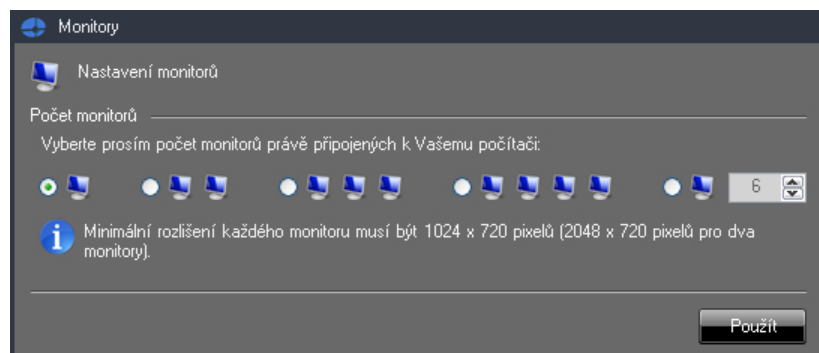 Monitory
Nastavení monitorů
Počet monitorů
Vyberte prosím počet monitorů právě připojených k Vašemu počítači:
6
Minimální rozlišení každého monitoru musí být 1024 x 720 pixelů (2048 x 720 pixelů pro dva
monitory).
Použít